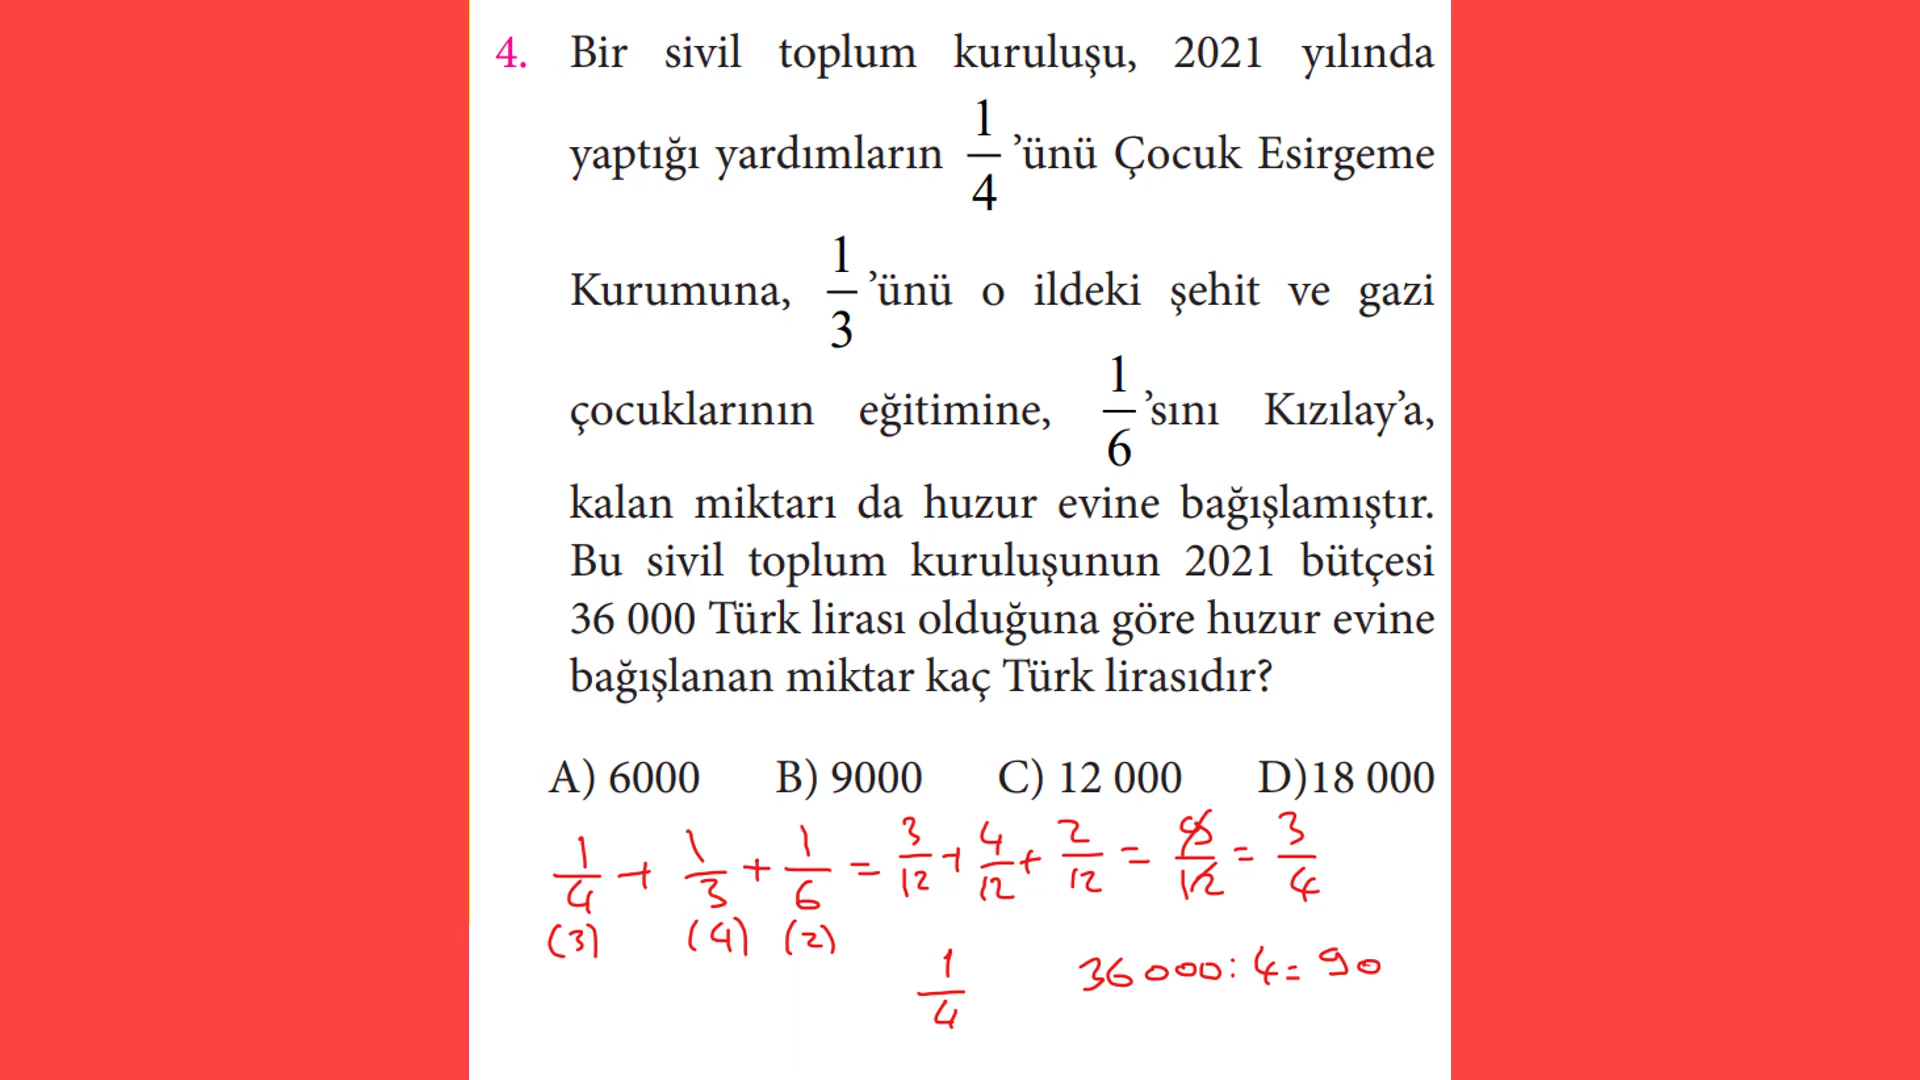 4. Bir sivil toplum kuruluşu, 2021 yılında
yaptığı yardımların 1/4 ’ünü Çocuk Esirgeme
Kurumuna, 1/3 ’ünü o ildeki şehit ve gazi
çocuklarının eğitimine, 1/6 ’sını Kızılay’a,
kalan miktarı da huzur evine bağışlamıştır.
Bu sivil toplum kuruluşunun 2021 bütçesi
36 000 Türk lirası olduğuna göre huzur evine
bağışlanan miktar kaç Türk lirasıdır?
A) 6000 B) 9000 C) 12 000 D)18 000
1/4 + 1/3 + 1/6 = 3/12 + 4/12 + 2/12 = 9/12 = 3/4
(3) (4) (2)
1/4 36000:4= 90